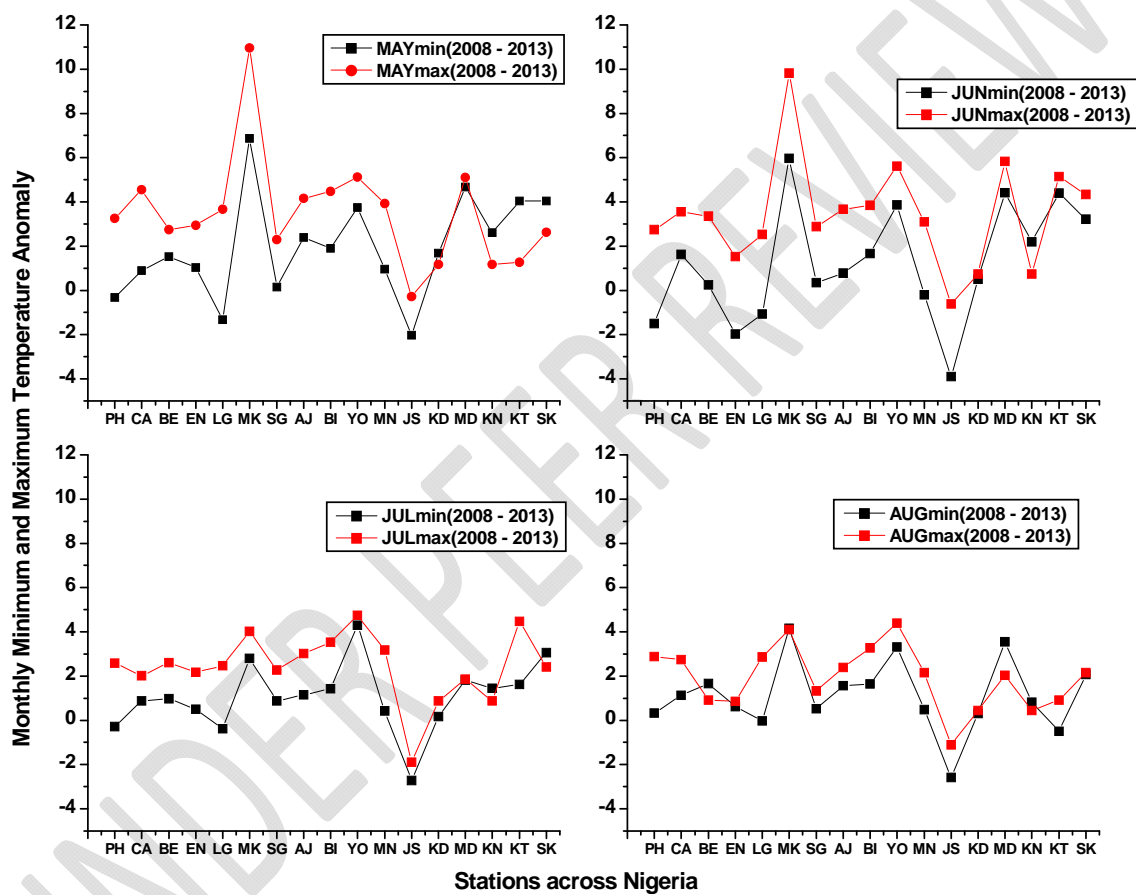 Monthly Minimum and Maximum Temperature Anomaly
12
10
8
6
4
2
0
-2
-4
MAYmin(2008 - 2013)
MAYmax(2008 - 2013)
PH CA BE EN LG MK SG AJ BI YO MN JS KD MD KN KT SK
12
10
8
6
4
2
0
-2
-4
JUNmin(2008 - 2013)
JUNmax(2008 - 2013)
PH CA BE EN LG MK SG AJ BI YO MN JS KD MD KN KT SK
12
10
8
6
4
2
0
-2
-4
JULmin(2008 - 2013)
JULmax(2008 - 2013)
PH CA BE EN LG MK SG AJ BI YO MN JS KD MD KN KT SK
12
10
8
6
4
2
0
-2
-4
AUGmin(2008 - 2013)
AUGmax(2008 - 2013)
PH CA BE EN LG MK SG AJ BI YO MN JS KD MD KN KT SK
Stations across Nigeria
UNDER PEER REVIEW